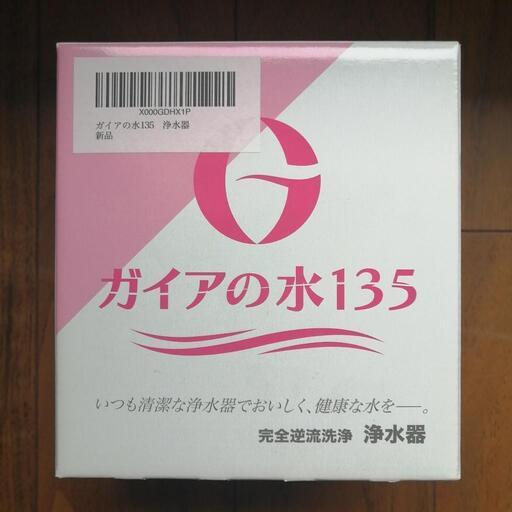 X000GDHX1P
ガイアの水135 浄水器
新品
ガイアの水135
いつも清潔な浄水器でおいしく、健康な水を──。
完全逆流洗浄 浄水器